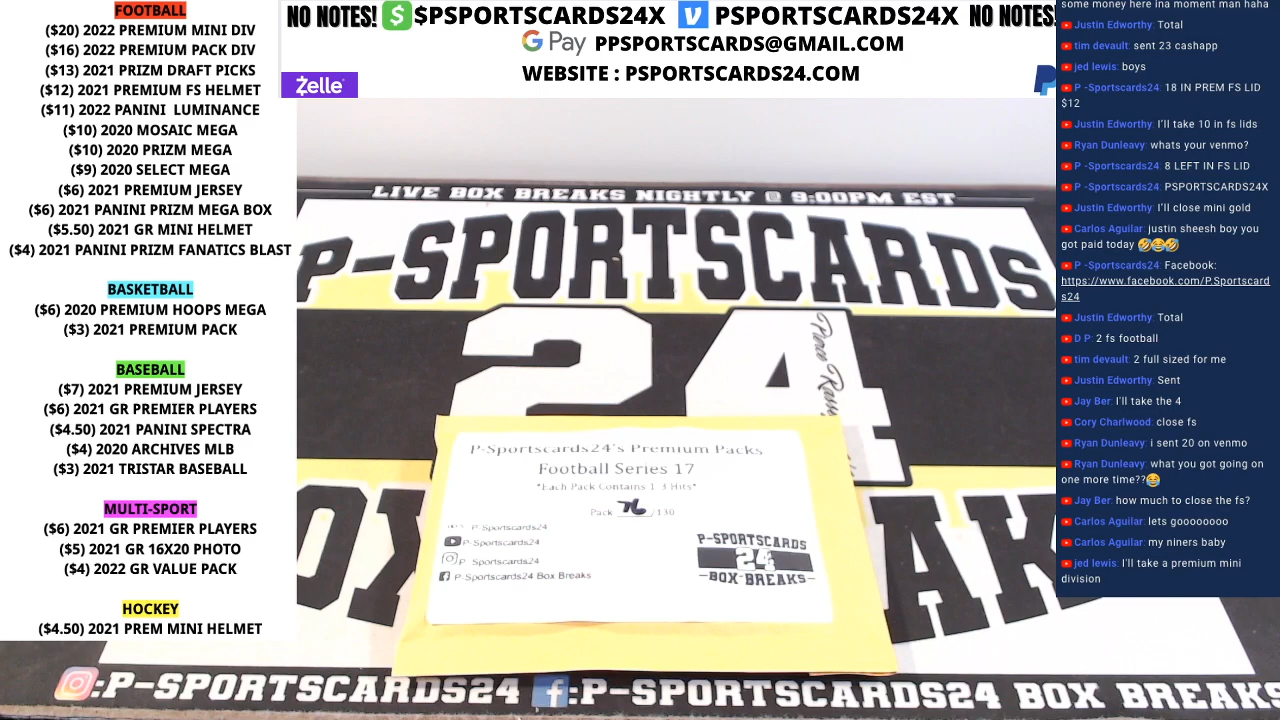 FOOTBALL
($20) 2022 PREMIUM MINI DIV
($16) 2022 PREMIUM PACK DIV
($13) 2021 PRIZM DRAFT PICKS
($12) 2021 PREMIUM FS HELMET
($11) 2022 PANINI LUMINANCE
($10) 2020 MOSAIC MEGA
($10) 2020 PRIZM MEGA
($9) 2020 SELECT MEGA
($6) 2021 PREMIUM JERSEY
($6) 2021 PANINI PRIZM MEGA BOX
($5.50) 2021 GR MINI HELMET
($4) 2021 PANINI PRIZM FANATICS BLAST
BASKETBALL
($6) 2020 PREMIUM HOOPS MEGA
($3) 2021 PREMIUM PACK
BASEBALL
($7) 2021 PREMIUM JERSEY
($6) 2021 GR PREMIER PLAYERS
($4.50) 2021 PANINI SPECTRA
($4) 2020 ARCHIVES MLB
($3) 2021 TRISTAR BASEBALL
MULTI-SPORT
($6) 2021 GR PREMIER PLAYERS
($5) 2021 GR 16X20 PHOTO
($4) 2022 GR VALUE PACK
HOCKEY
($4.50) 2021 PREM MINI HELMET
NO NOTES! $ $PSPORTSCARDS24X V PSPORTSCARDS24X NO NOTES!
G Pay PPSPORTSCARDS@GMAIL.COM
WEBSITE : PSPORTSCARDS24.COM
Zelle
LIVE BOX BREAKS NIGHTLY @ 9:00PM EST
P-SPORTSCARDS
24
P-Sportscards24's Premium Packs
Football Series 17
*Each Pack Contains 1-3 Hits*
Pack 76 /130
P-Sportscards24
P-Sportscards24
P-Sportscards24
P-Sportscards24 Box Breaks
P-SPORTSCARDS
24
-BOX-BREAKS-
:P-SPORTSCARDS24 f:P-SPORTSCARDS24 BOX BREAKS
some money here ina moment man haha
Justin Edworthy: Total
tim devault: sent 23 cashapp
jed lewis: boys
P -Sportscards24: 18 IN PREM FS LID
$12
Justin Edworthy: I'll take 10 in fs lids
Ryan Dunleavy: whats your venmo?
P -Sportscards24: 8 LEFT IN FS LID
P -Sportscards24: PSPORTSCARDS24X
Justin Edworthy: I'll close mini gold
Carlos Aguilar: justin sheesh boy you
got paid today 🤣😂🤣
P -Sportscards24: Facebook:
https://www.facebook.com/P.Sportscard
s24
Justin Edworthy: Total
D P: 2 fs football
tim devault: 2 full sized for me
Justin Edworthy: Sent
Jay Ber: I'll take the 4
Cory Charlwood: close fs
Ryan Dunleavy: i sent 20 on venmo
Ryan Dunleavy: what you got going on
one more time??😂
Jay Ber: how much to close the fs?
Carlos Aguilar: lets goooooooo
Carlos Aguilar: my niners baby
jed lewis: I'll take a premium mini
division